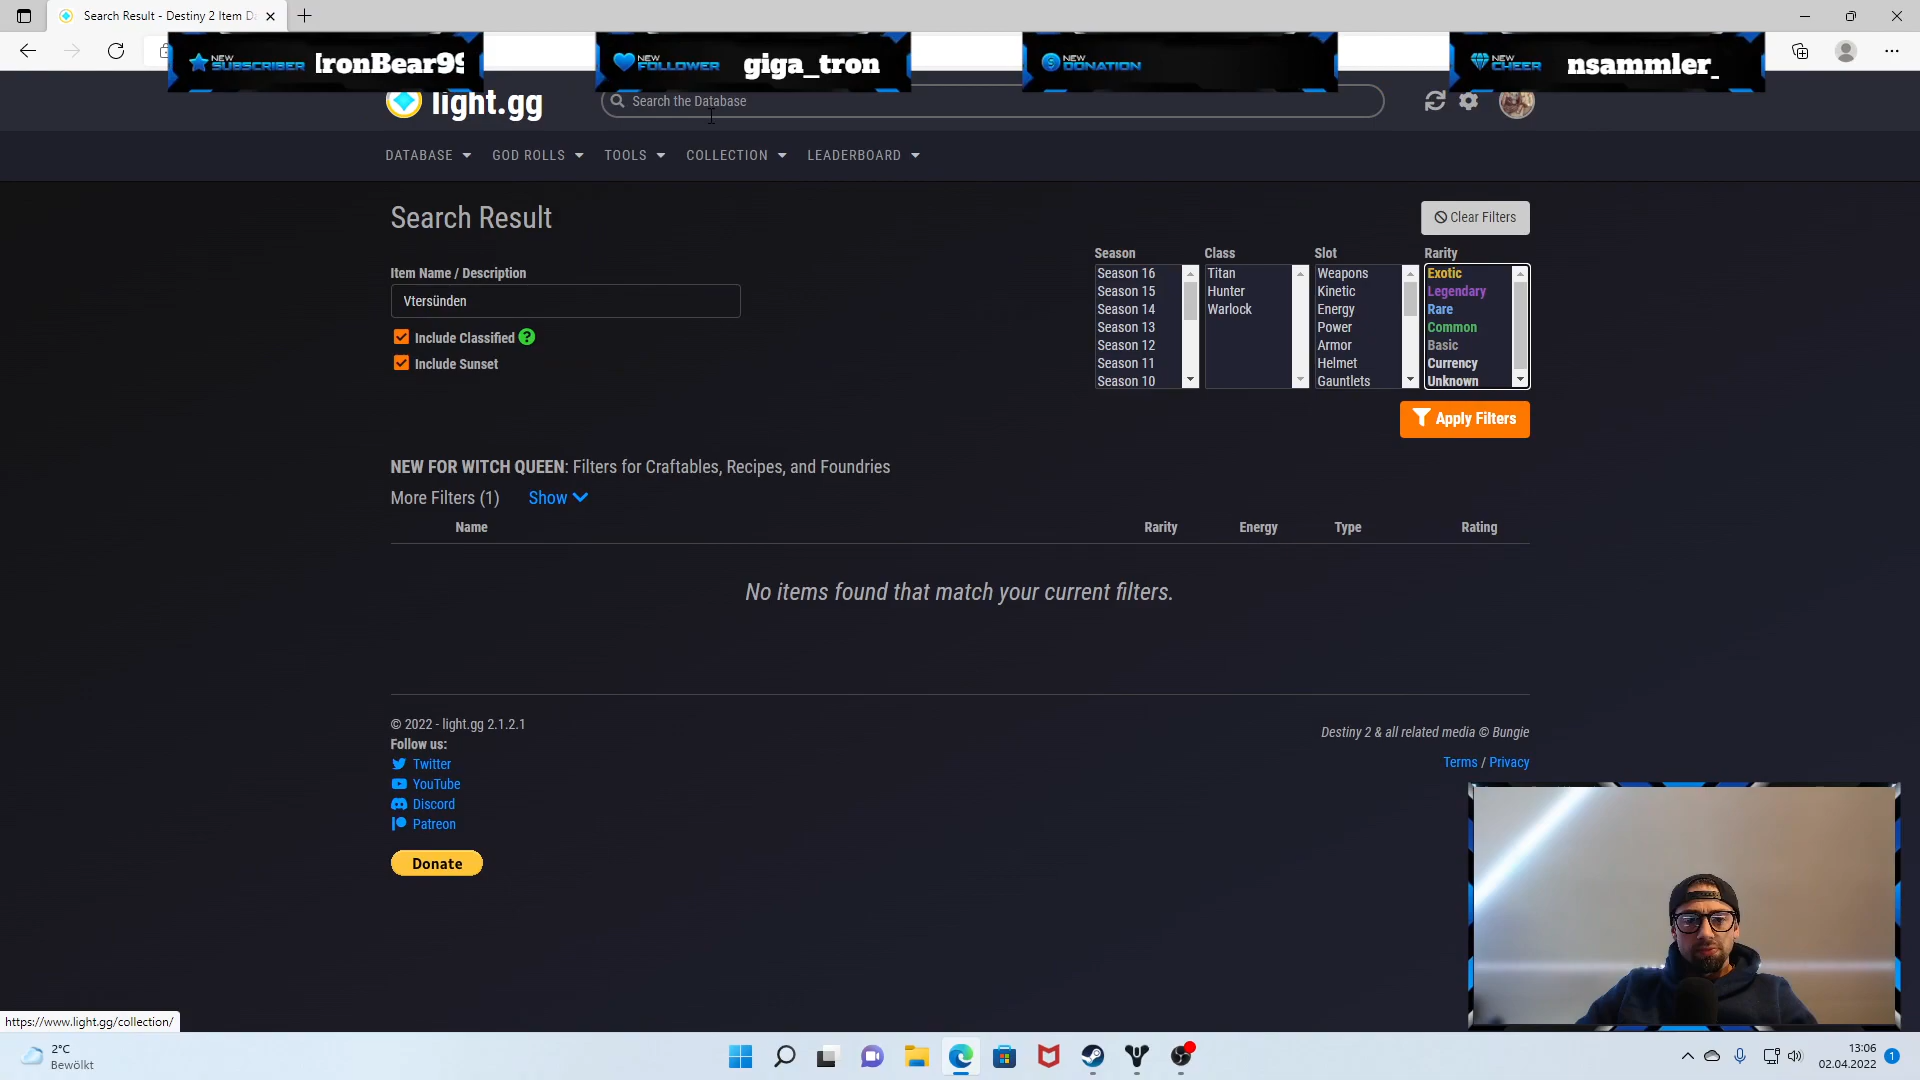 Search Result - Destiny 2 Item Da
NEW SUBSCRIBER IronBear99
NEW FOLLOWER giga_tron
NEW DONATION
NEW CHEER nsammler_
light.gg
Search the Database
DATABASE GOD ROLLS TOOLS COLLECTION LEADERBOARD
Search Result
Clear Filters
Item Name / Description
Vtersünden
Include Classified ?
Include Sunset
Season
Season 16
Season 15
Season 14
Season 13
Season 12
Season 11
Season 10
Class
Titan
Hunter
Warlock
Slot
Weapons
Kinetic
Energy
Power
Armor
Helmet
Gauntlets
Rarity
Exotic
Legendary
Rare
Common
Basic
Currency
Unknown
Apply Filters
NEW FOR WITCH QUEEN: Filters for Craftables, Recipes, and Foundries
More Filters (1) Show
Name Rarity Energy Type Rating
No items found that match your current filters.
© 2022 - light.gg 2.1.2.1
Follow us:
Twitter
YouTube
Discord
Patreon
Donate
Destiny 2 & all related media © Bungie
Terms / Privacy
https://www.light.gg/collection/
2°C
Bewölkt
13:06
02.04.2022
1